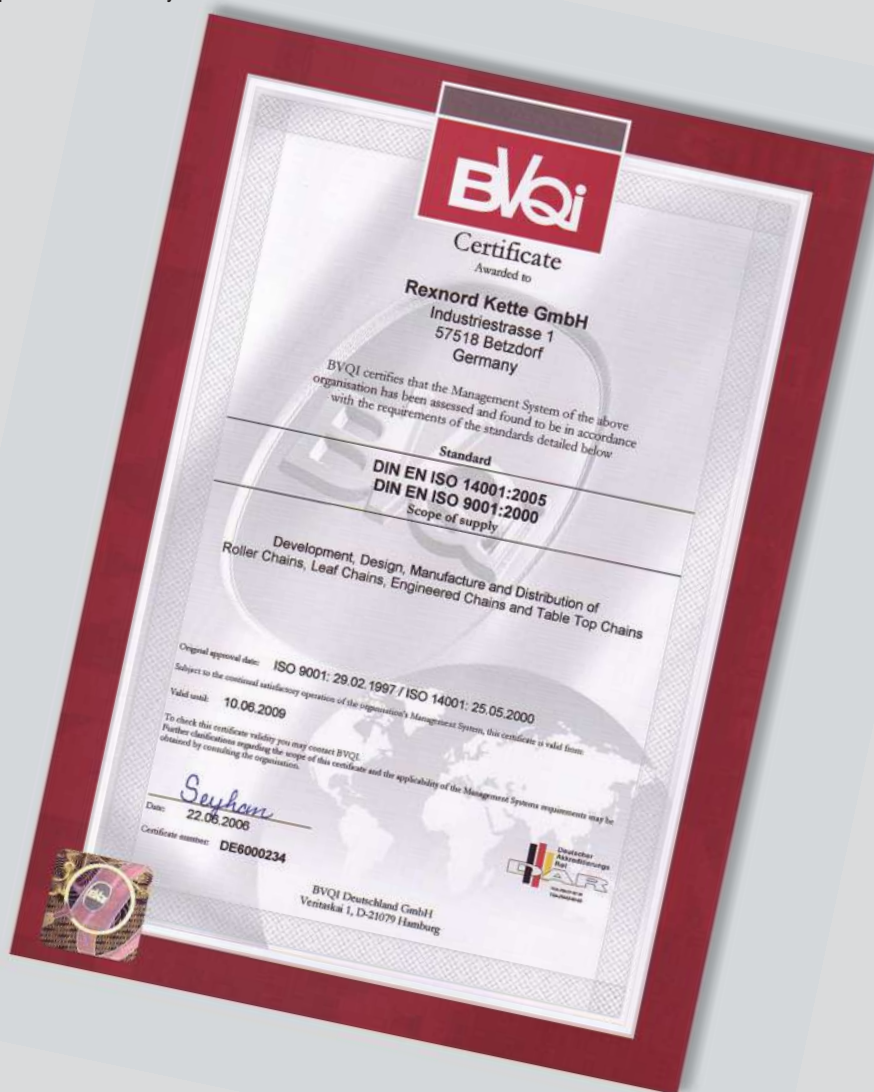 BVQi
Certificate
Awarded to
Rexnord Kette GmbH
Industriestrasse 1
57518 Betzdorf
Germany
BVQI certifies that the Management System of the above
organisation has been assessed and found to be in accordance
with the requirements of the standards detailed below
Standard
DIN EN ISO 14001:2005
DIN EN ISO 9001:2000
Scope of supply
Development, Design, Manufacture and Distribution of
Roller Chains, Leaf Chains, Engineered Chains and Table Top Chains
Original approval date: ISO 9001: 29.02.1997 / ISO 14001: 25.05.2000
Subject to the continual satisfactory operation of the organisation's Management System, this certificate is valid from:
Valid until: 10.06.2009
To check this certificate validity you may contact BVQI.
Further clarifications regarding the scope of this certificate and the applicability of the Management Systems requirements may be
obtained by consulting the organisation.
Seyhan
Date: 22.06.2006
Certificate number: DE6000234
Deutscher
Akkreditierungs
Rat
DAR
BVQI Deutschland GmbH
Veritaskai 1, D-21079 Hamburg